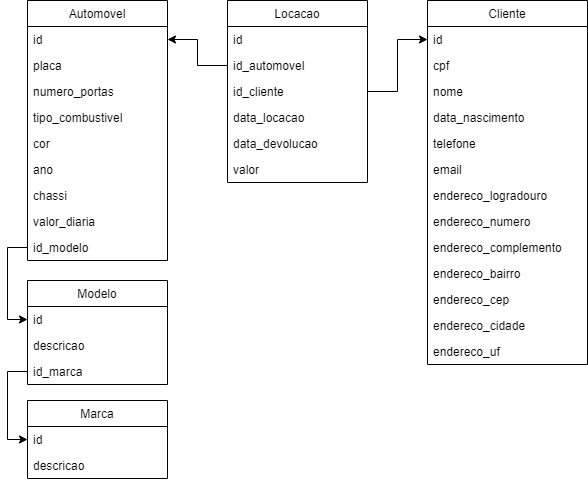 Automovel
id
placa
numero_portas
tipo_combustivel
cor
ano
chassi
valor_diaria
id_modelo
Modelo
id
descricao
id_marca
Marca
id
descricao
Locacao
id
id_automovel
id_cliente
data_locacao
data_devolucao
valor
Cliente
id
cpf
nome
data_nascimento
telefone
email
endereco_logradouro
endereco_numero
endereco_complemento
endereco_bairro
endereco_cep
endereco_cidade
endereco_uf